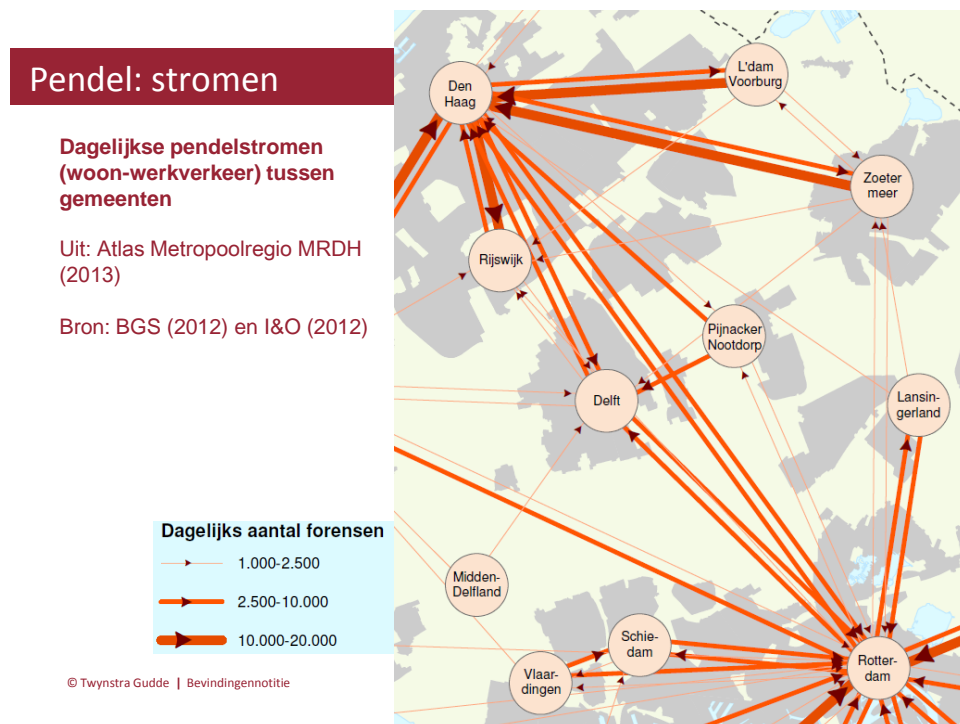 Pendel: stromen
Dagelijkse pendelstromen
(woon-werkverkeer) tussen
gemeenten
Uit: Atlas Metropoolregio MRDH
(2013)
Bron: BGS (2012) en I&O (2012)
Dagelijks aantal forensen
1.000-2.500
2.500-10.000
10.000-20.000
© Twynstra Gudde | Bevindingennotitie
Den
Haag
L'dam
Voorburg
Zoeter
meer
Rijswijk
Pijnacker
Nootdorp
Delft
Lansin-
gerland
Midden-
Delfland
Schie-
dam
Vlaar-
dingen
Rotter-
dam